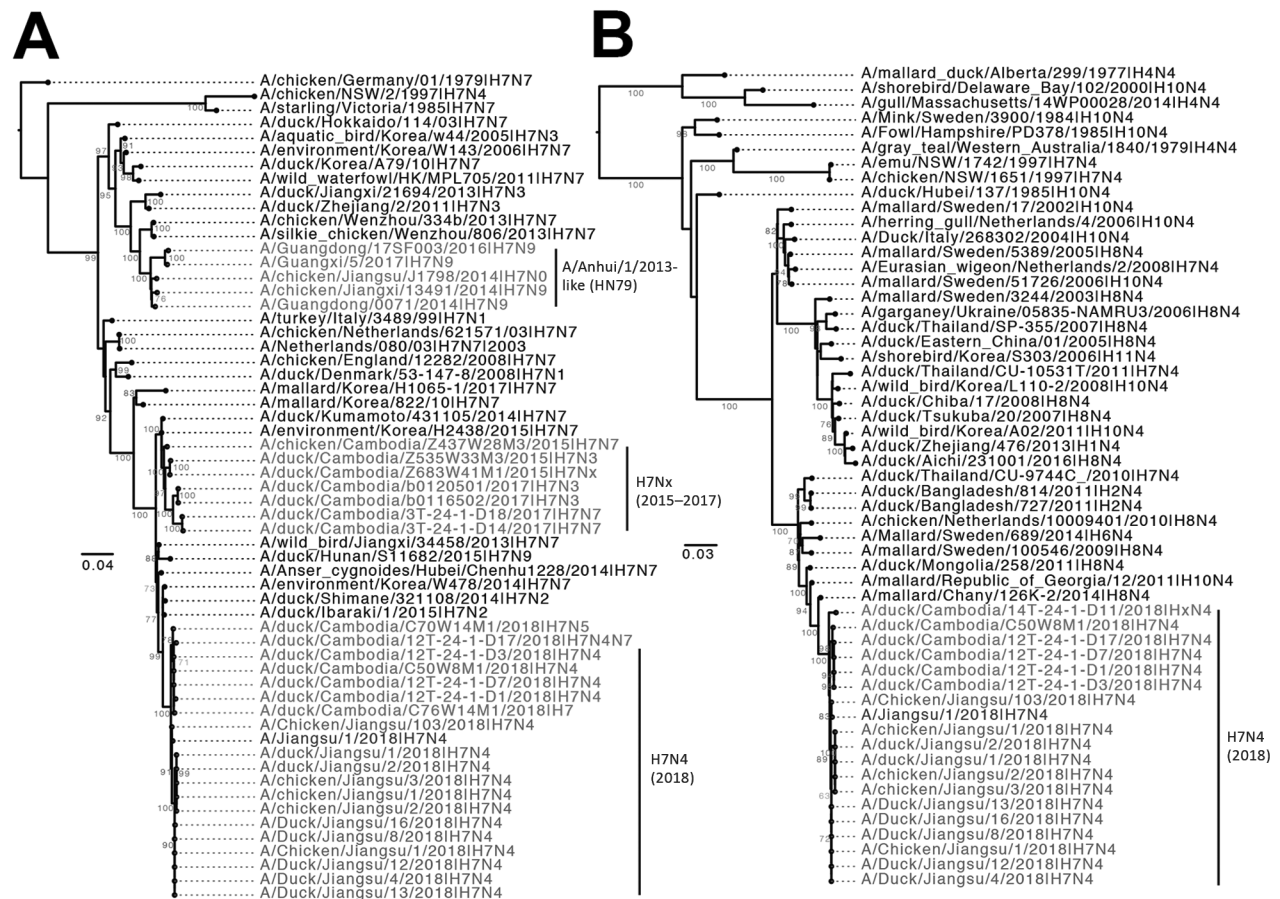 A
A/chicken/Germany/01/1979|H7N7
A/chicken/NSW/2/1997|H7N4
A/starling/Victoria/1985|H7N7
A/duck/Hokkaido/114/03|H7N7
A/aquatic_bird/Korea/w44/2005|H7N3
A/environment/Korea/W143/2006|H7N7
A/duck/Korea/A79/10|H7N7
A/wild_waterfowl/HK/MPL705/2011|H7N7
A/duck/Jiangxi/21694/2013|H7N3
A/duck/Zhejiang/2/2011|H7N3
A/chicken/Wenzhou/334b/2013|H7N7
A/silkie_chicken/Wenzhou/806/2013|H7N7
A/Guangdong/17SF003/2016|H7N9
A/Guangxi/5/2017|H7N9
A/chicken/Jiangsu/J1798/2014|H7N0
A/chicken/Jiangxi/13491/2014|H7N9
A/Guangdong/0071/2014|H7N9
A/Anhui/1/2013-
like (HN79)
A/turkey/Italy/3489/99|H7N1
A/chicken/Netherlands/621571/03|H7N7
A/Netherlands/080/03|H7N7|2003
A/chicken/England/12282/2008|H7N7
A/duck/Denmark/53-147-8/2008|H7N1
A/mallard/Korea/H1065-1/2017|H7N7
A/mallard/Korea/822/10|H7N7
A/duck/Kumamoto/431105/2014|H7N7
A/environment/Korea/H2438/2015|H7N7
A/chicken/Cambodia/Z437W28M3/2015|H7N7
A/duck/Cambodia/Z535W33M3/2015|H7N3
A/duck/Cambodia/Z683W41M1/2015|H7Nx
A/duck/Cambodia/b0120501/2017|H7N3
A/duck/Cambodia/b0116502/2017|H7N3
A/duck/Cambodia/3T-24-1-D18/2017|H7N7
A/duck/Cambodia/3T-24-1-D14/2017|H7N7
H7Nx
(2015–2017)
A/wild_bird/Jiangxi/34458/2013|H7N7
A/duck/Hunan/S11682/2015|H7N9
A/Anser_cygnoides/Hubei/Chenhu1228/2014|H7N7
A/environment/Korea/W478/2014|H7N7
A/duck/Shimane/321108/2014|H7N2
A/duck/Ibaraki/1/2015|H7N2
A/duck/Cambodia/C70W14M1/2018|H7N5
A/duck/Cambodia/12T-24-1-D17/2018|H7N4N7
A/duck/Cambodia/12T-24-1-D3/2018|H7N4
A/duck/Cambodia/C50W8M1/2018|H7N4
A/duck/Cambodia/12T-24-1-D7/2018|H7N4
A/duck/Cambodia/12T-24-1-D1/2018|H7N4
A/duck/Cambodia/C76W14M1/2018|H7
A/Chicken/Jiangsu/103/2018|H7N4
A/Jiangsu/1/2018|H7N4
A/duck/Jiangsu/1/2018|H7N4
A/duck/Jiangsu/2/2018|H7N4
A/chicken/Jiangsu/3/2018|H7N4
A/chicken/Jiangsu/1/2018|H7N4
A/chicken/Jiangsu/2/2018|H7N4
A/Duck/Jiangsu/16/2018|H7N4
A/Duck/Jiangsu/8/2018|H7N4
A/Chicken/Jiangsu/1/2018|H7N4
A/Duck/Jiangsu/12/2018|H7N4
A/Duck/Jiangsu/4/2018|H7N4
A/Duck/Jiangsu/13/2018|H7N4
H7N4
(2018)
0.04
B
A/mallard_duck/Alberta/299/1977|H4N4
A/shorebird/Delaware_Bay/102/2000|H10N4
A/gull/Massachusetts/14WP00028/2014|H4N4
A/Mink/Sweden/3900/1984|H10N4
A/Fowl/Hampshire/PD378/1985|H10N4
A/gray_teal/Western_Australia/1840/1979|H4N4
A/emu/NSW/1742/1997|H7N4
A/chicken/NSW/1651/1997|H7N4
A/duck/Hubei/137/1985|H10N4
A/mallard/Sweden/17/2002|H10N4
A/herring_gull/Netherlands/4/2006|H10N4
A/Duck/Italy/268302/2004|H10N4
A/mallard/Sweden/5389/2005|H8N4
A/Eurasian_wigeon/Netherlands/2/2008|H7N4
A/mallard/Sweden/51726/2006|H10N4
A/mallard/Sweden/3244/2003|H8N4
A/garganey/Ukraine/05835-NAMRU3/2006|H8N4
A/duck/Thailand/SP-355/2007|H8N4
A/duck/Eastern_China/01/2005|H8N4
A/shorebird/Korea/S303/2006|H11N4
A/duck/Thailand/CU-10531T/2011|H7N4
A/wild_bird/Korea/L110-2/2008|H10N4
A/duck/Chiba/17/2008|H8N4
A/duck/Tsukuba/20/2007|H8N4
A/wild_bird/Korea/A02/2011|H10N4
A/duck/Zhejiang/476/2013|H1N4
A/duck/Aichi/231001/2016|H8N4
A/duck/Thailand/CU-9744C_/2010|H7N4
A/duck/Bangladesh/814/2011|H2N4
A/duck/Bangladesh/727/2011|H2N4
A/chicken/Netherlands/10009401/2010|H8N4
A/Mallard/Sweden/689/2014|H6N4
A/mallard/Sweden/100546/2009|H8N4
A/duck/Mongolia/258/2011|H8N4
A/mallard/Republic_of_Georgia/12/2011|H10N4
A/mallard/Chany/126K-2/2014|H8N4
A/duck/Cambodia/14T-24-1-D11/2018|HxN4
A/duck/Cambodia/C50W8M1/2018|H7N4
A/duck/Cambodia/12T-24-1-D17/2018|H7N4
A/duck/Cambodia/12T-24-1-D7/2018|H7N4
A/duck/Cambodia/12T-24-1-D1/2018|H7N4
A/duck/Cambodia/12T-24-1-D3/2018|H7N4
A/Chicken/Jiangsu/103/2018|H7N4
A/Jiangsu/1/2018|H7N4
A/chicken/Jiangsu/1/2018|H7N4
A/duck/Jiangsu/2/2018|H7N4
A/duck/Jiangsu/1/2018|H7N4
A/chicken/Jiangsu/2/2018|H7N4
A/chicken/Jiangsu/3/2018|H7N4
A/Duck/Jiangsu/13/2018|H7N4
A/Duck/Jiangsu/16/2018|H7N4
A/Duck/Jiangsu/8/2018|H7N4
A/Chicken/Jiangsu/1/2018|H7N4
A/Duck/Jiangsu/12/2018|H7N4
A/Duck/Jiangsu/4/2018|H7N4
H7N4
(2018)
0.03